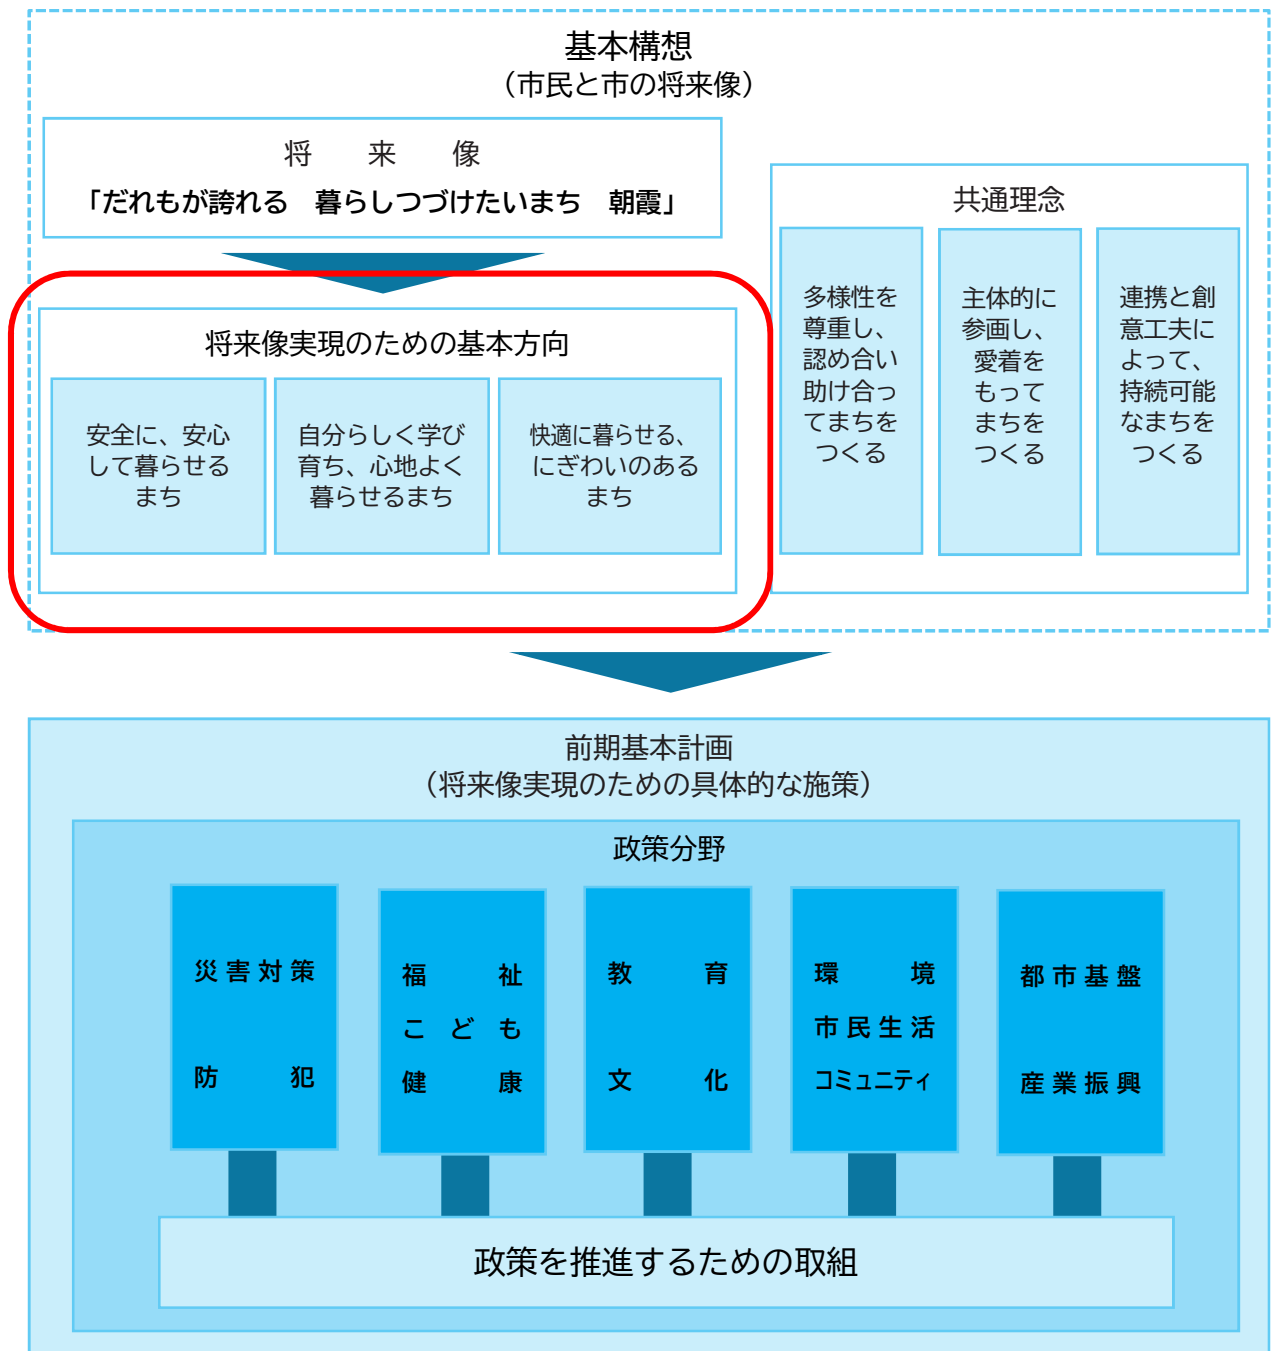 基本構想
（市民と市の将来像）
将　来　像
「だれもが誇れる　暮らしつづけたいまち　朝霞」
将来像実現のための基本方向
安全に、安心
して暮らせる
まち
自分らしく学び
育ち、心地よく
暮らせるまち
快適に暮らせる、
にぎわいのある
まち
共通理念
多様性を
尊重し、
認め合い
助け合っ
てまちを
つくる
主体的に
参画し、
愛着を
もって
まちを
つくる
連携と創
意工夫に
よって、
持続可能
なまちを
つくる
前期基本計画
（将来像実現のための具体的な施策）
政策分野
災害対策
防　犯
福　祉
こども
健　康
教　育
文　化
環　境
市民生活
コミュニティ
都市基盤
産業振興
政策を推進するための取組